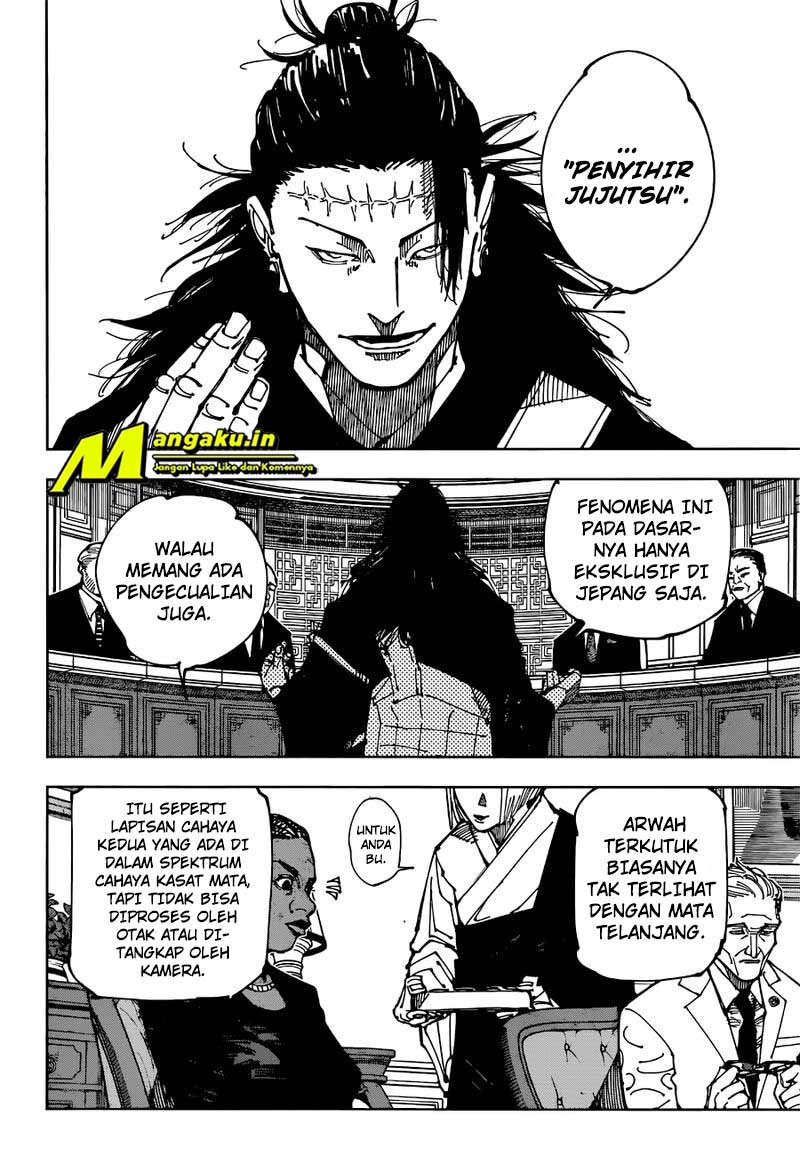 ...
"PENYIHIR
JUJUTSU".
Mangaku.in
Jangan Lupa Like dan Komennya
FENOMENA INI
PADA DASAR-
NYA HANYA
EKSKLUSIF DI
JEPANG SAJA.
WALAU
MEMANG ADA
PENGECUALIAN
JUGA.
ARWAH
TERKUTUK
BIASANYA
TAK TERLIHAT
DENGAN MATA
TELANJANG.
UNTUK
ANDA
BU.
ITU SEPERTI
LAPISAN CAHAYA
KEDUA YANG ADA DI
DALAM SPEKTRUM
CAHAYA KASAT MATA,
TAPI TIDAK BISA
DIPROSES OLEH
OTAK ATAU DI-
TANGKAP OLEH
KAMERA.